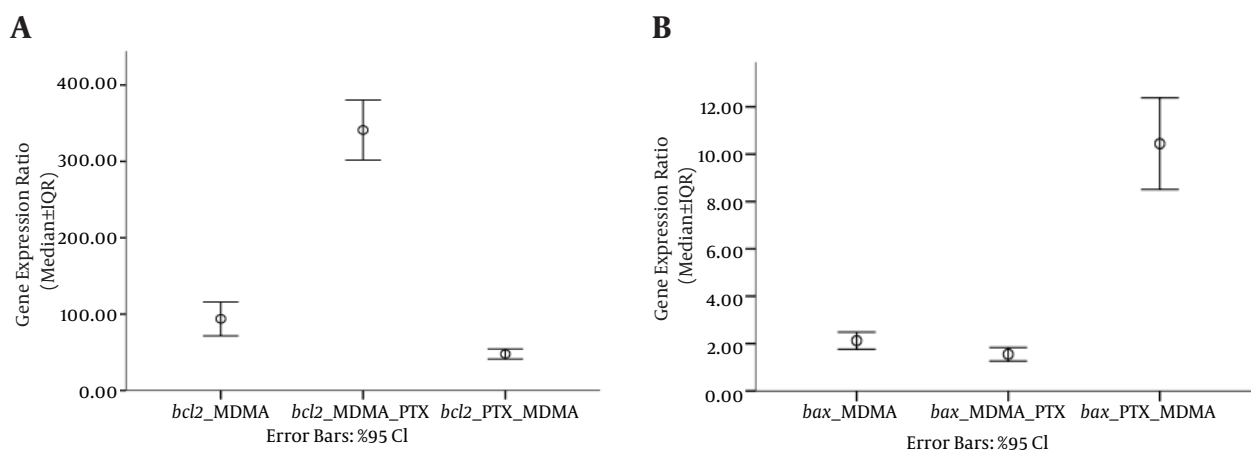 A
Gene Expression Ratio
(Median±IQR)
400.00
300.00
200.00
100.00
0.00
bcl2_MDMA
bcl2_MDMA_PTX
bcl2_PTX_MDMA
Error Bars: %95 Cl
B
Gene Expression Ratio
(Median±IQR)
12.00
10.00
8.00
6.00
4.00
2.00
0.00
bax_MDMA
bax_MDMA_PTX
bax_PTX_MDMA
Error Bars: %95 Cl